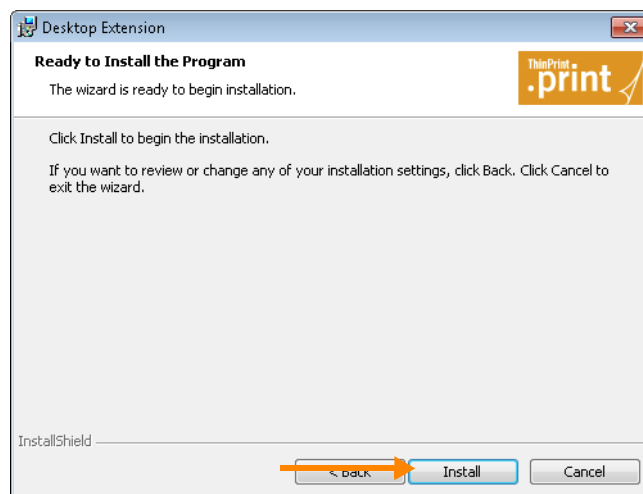 Desktop Extension
Ready to Install the Program
The wizard is ready to begin installation.
ThinPrint
.print
Click Install to begin the installation.
If you want to review or change any of your installation settings, click Back. Click Cancel to
exit the wizard.
InstallShield
< Back
Install
Cancel